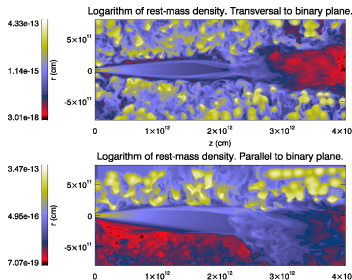 Logarithm of rest-mass density. Transversal to binary plane.
4.33e-13
1.14e-15
3.01e-18
r (cm)
5×10¹¹
0
-5×10¹¹
0 1×10¹² 2×10¹² 3×10¹² 4×10¹²
z (cm)
Logarithm of rest-mass density. Parallel to binary plane.
3.47e-13
4.95e-16
7.07e-19
r (cm)
5×10¹¹
0
-5×10¹¹
0 1×10¹² 2×10¹² 3×10¹² 4×10¹²